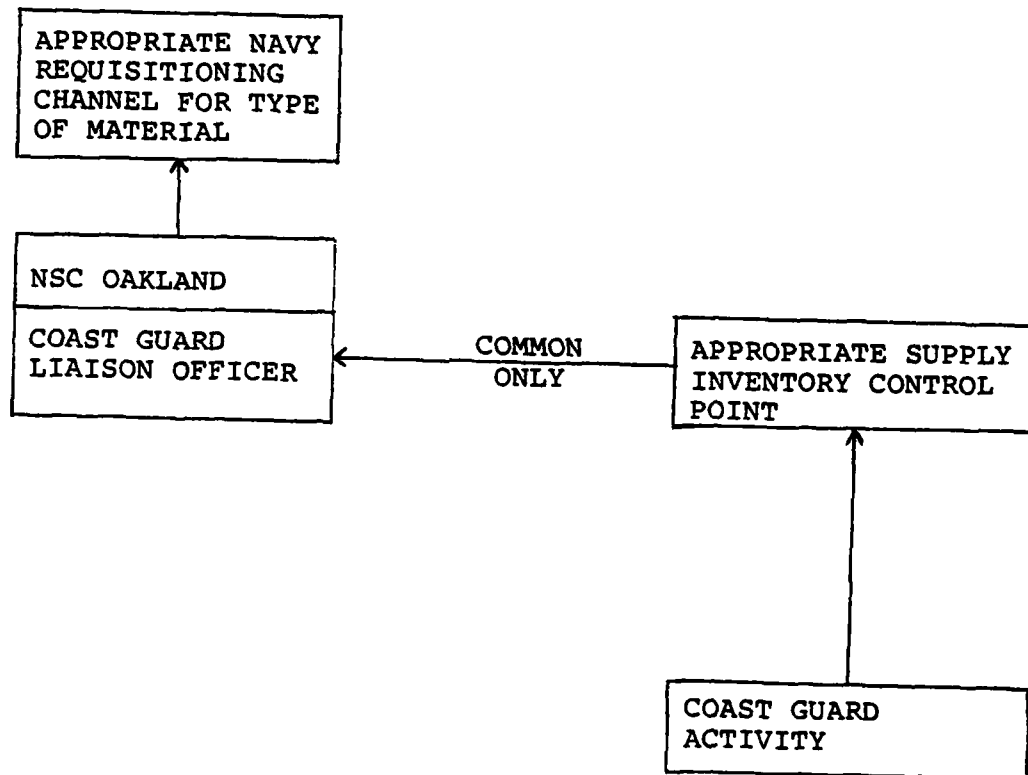 APPROPRIATE NAVY
REQUISITIONING
CHANNEL FOR TYPE
OF MATERIAL
NSC OAKLAND
COAST GUARD
LIAISON OFFICER
COMMON
ONLY
APPROPRIATE SUPPLY
INVENTORY CONTROL
POINT
COAST GUARD
ACTIVITY